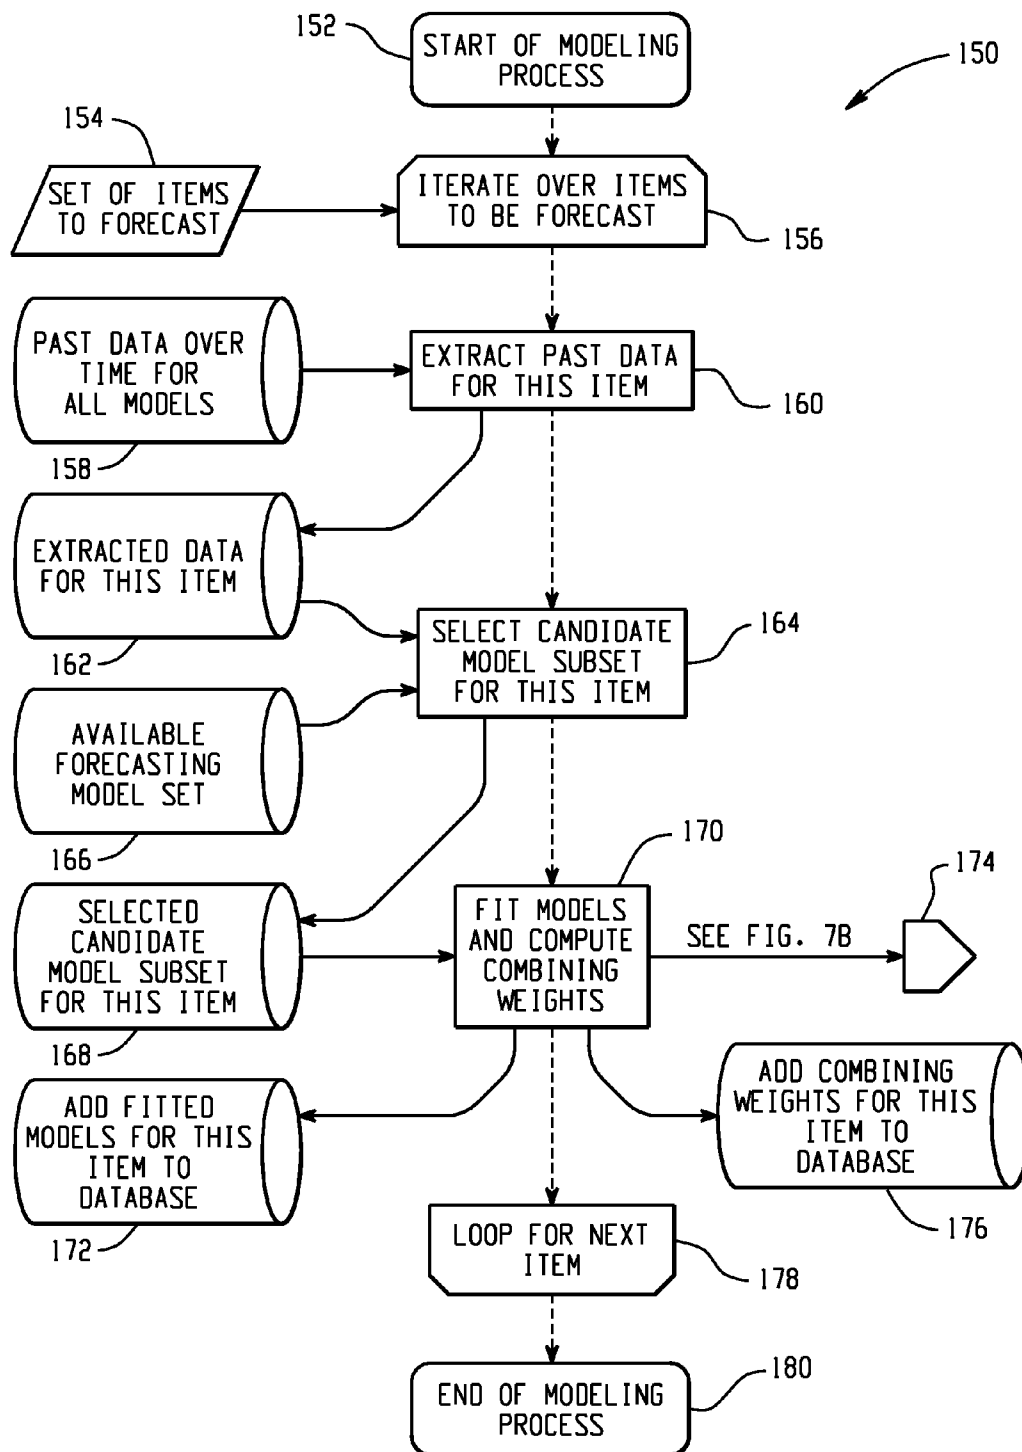 152
START OF MODELING
PROCESS
150
154
SET OF ITEMS
TO FORECAST
ITERATE OVER ITEMS
TO BE FORECAST
156
PAST DATA OVER
TIME FOR
ALL MODELS
158
EXTRACT PAST DATA
FOR THIS ITEM
160
EXTRACTED DATA
FOR THIS ITEM
162
SELECT CANDIDATE
MODEL SUBSET
FOR THIS ITEM
164
AVAILABLE
FORECASTING
MODEL SET
166
170
174
SELECTED
CANDIDATE
MODEL SUBSET
FOR THIS ITEM
168
FIT MODELS
AND COMPUTE
COMBINING
WEIGHTS
SEE FIG. 7B
ADD FITTED
MODELS FOR THIS
ITEM TO
DATABASE
172
ADD COMBINING
WEIGHTS FOR THIS
ITEM TO
DATABASE
176
LOOP FOR NEXT
ITEM
178
END OF MODELING
PROCESS
180